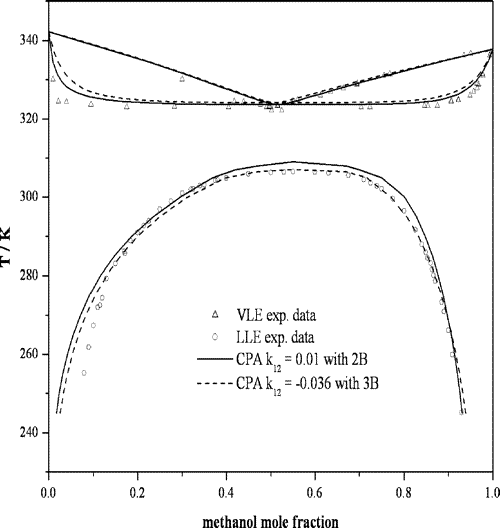 340
320
300
280
260
240
T / K
△ VLE exp. data
○ LLE exp. data
CPA k₁₂ = 0.01 with 2B
CPA k₁₂ = -0.036 with 3B
0.0 0.2 0.4 0.6 0.8 1.0
methanol mole fraction